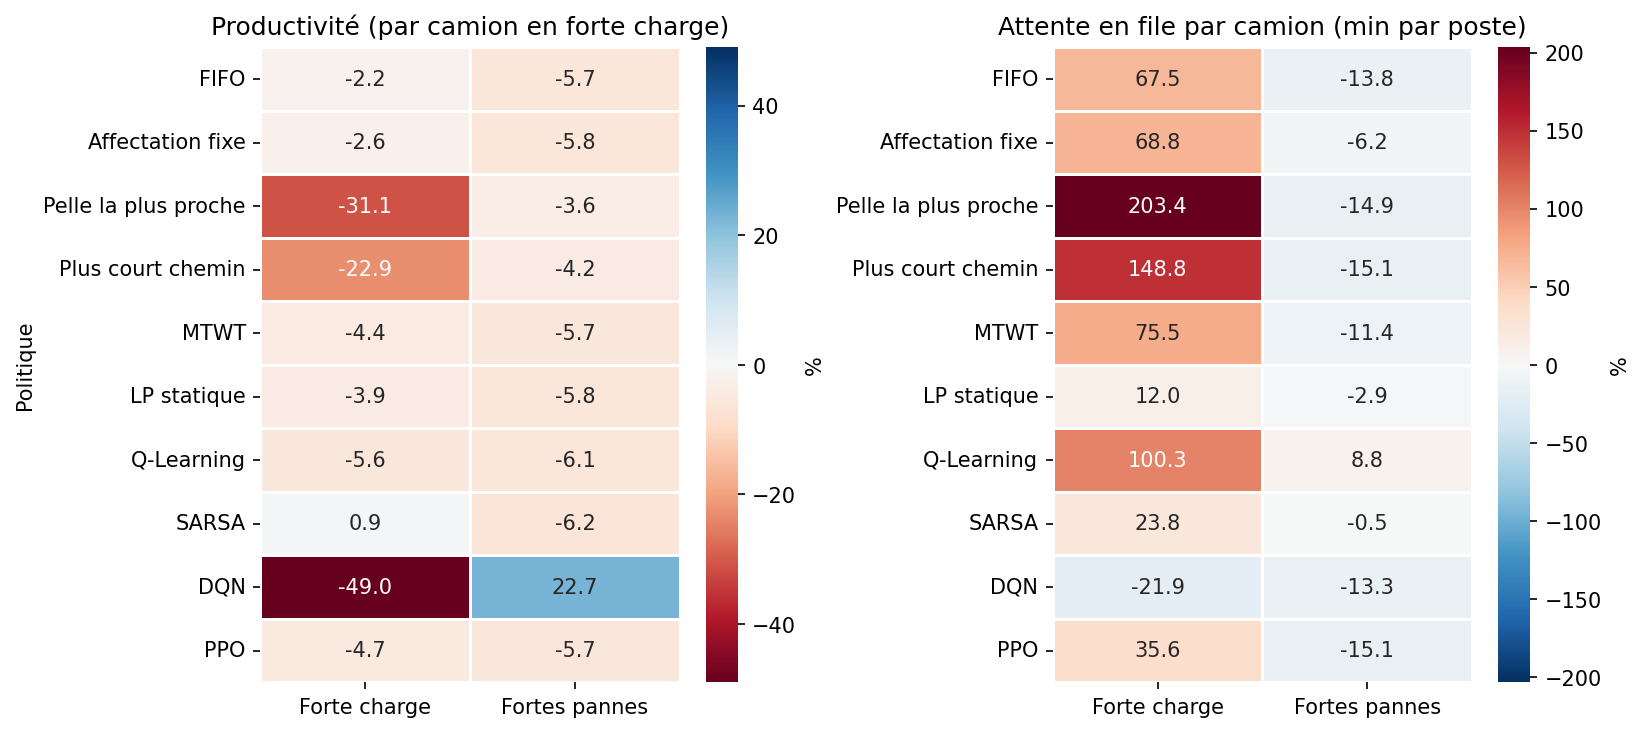 Productivité (par camion en forte charge)
Politique
FIFO -2.2 -5.7
Affectation fixe -2.6 -5.8
Pelle la plus proche -31.1 -3.6
Plus court chemin -22.9 -4.2
MTWT -4.4 -5.7
LP statique -3.9 -5.8
Q-Learning -5.6 -6.1
SARSA 0.9 -6.2
DQN -49.0 22.7
PPO -4.7 -5.7
Forte charge Fortes pannes
40
20
0
−20
−40
%
Attente en file par camion (min par poste)
FIFO 67.5 -13.8
Affectation fixe 68.8 -6.2
Pelle la plus proche 203.4 -14.9
Plus court chemin 148.8 -15.1
MTWT 75.5 -11.4
LP statique 12.0 -2.9
Q-Learning 100.3 8.8
SARSA 23.8 -0.5
DQN -21.9 -13.3
PPO 35.6 -15.1
Forte charge Fortes pannes
200
150
100
50
0
−50
−100
−150
−200
%